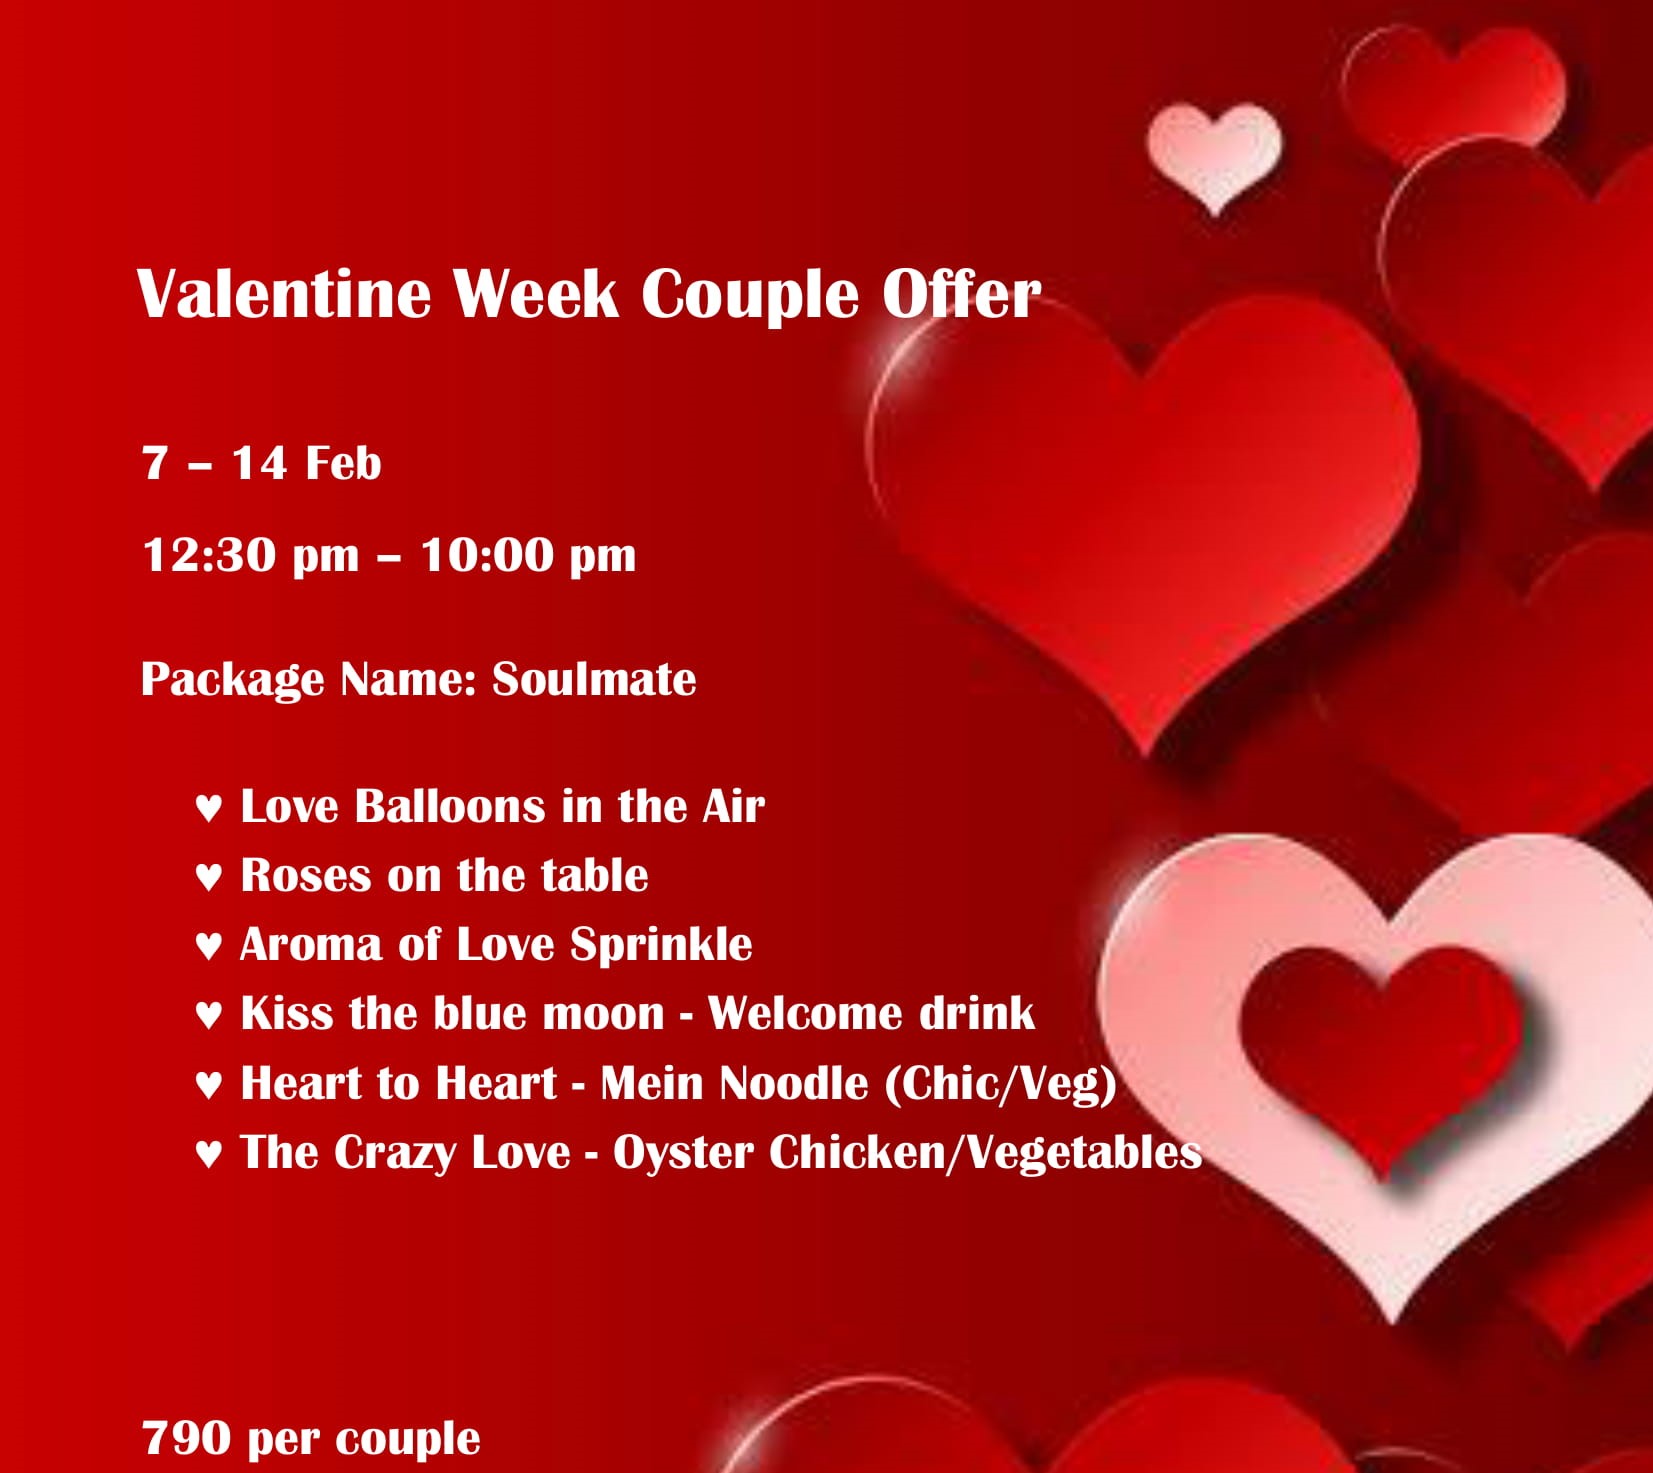 Valentine Week Couple Offer
7 – 14 Feb
12:30 pm – 10:00 pm
Package Name: Soulmate
♥ Love Balloons in the Air
♥ Roses on the table
♥ Aroma of Love Sprinkle
♥ Kiss the blue moon - Welcome drink
♥ Heart to Heart - Mein Noodle (Chic/Veg)
♥ The Crazy Love - Oyster Chicken/Vegetables
790 per couple